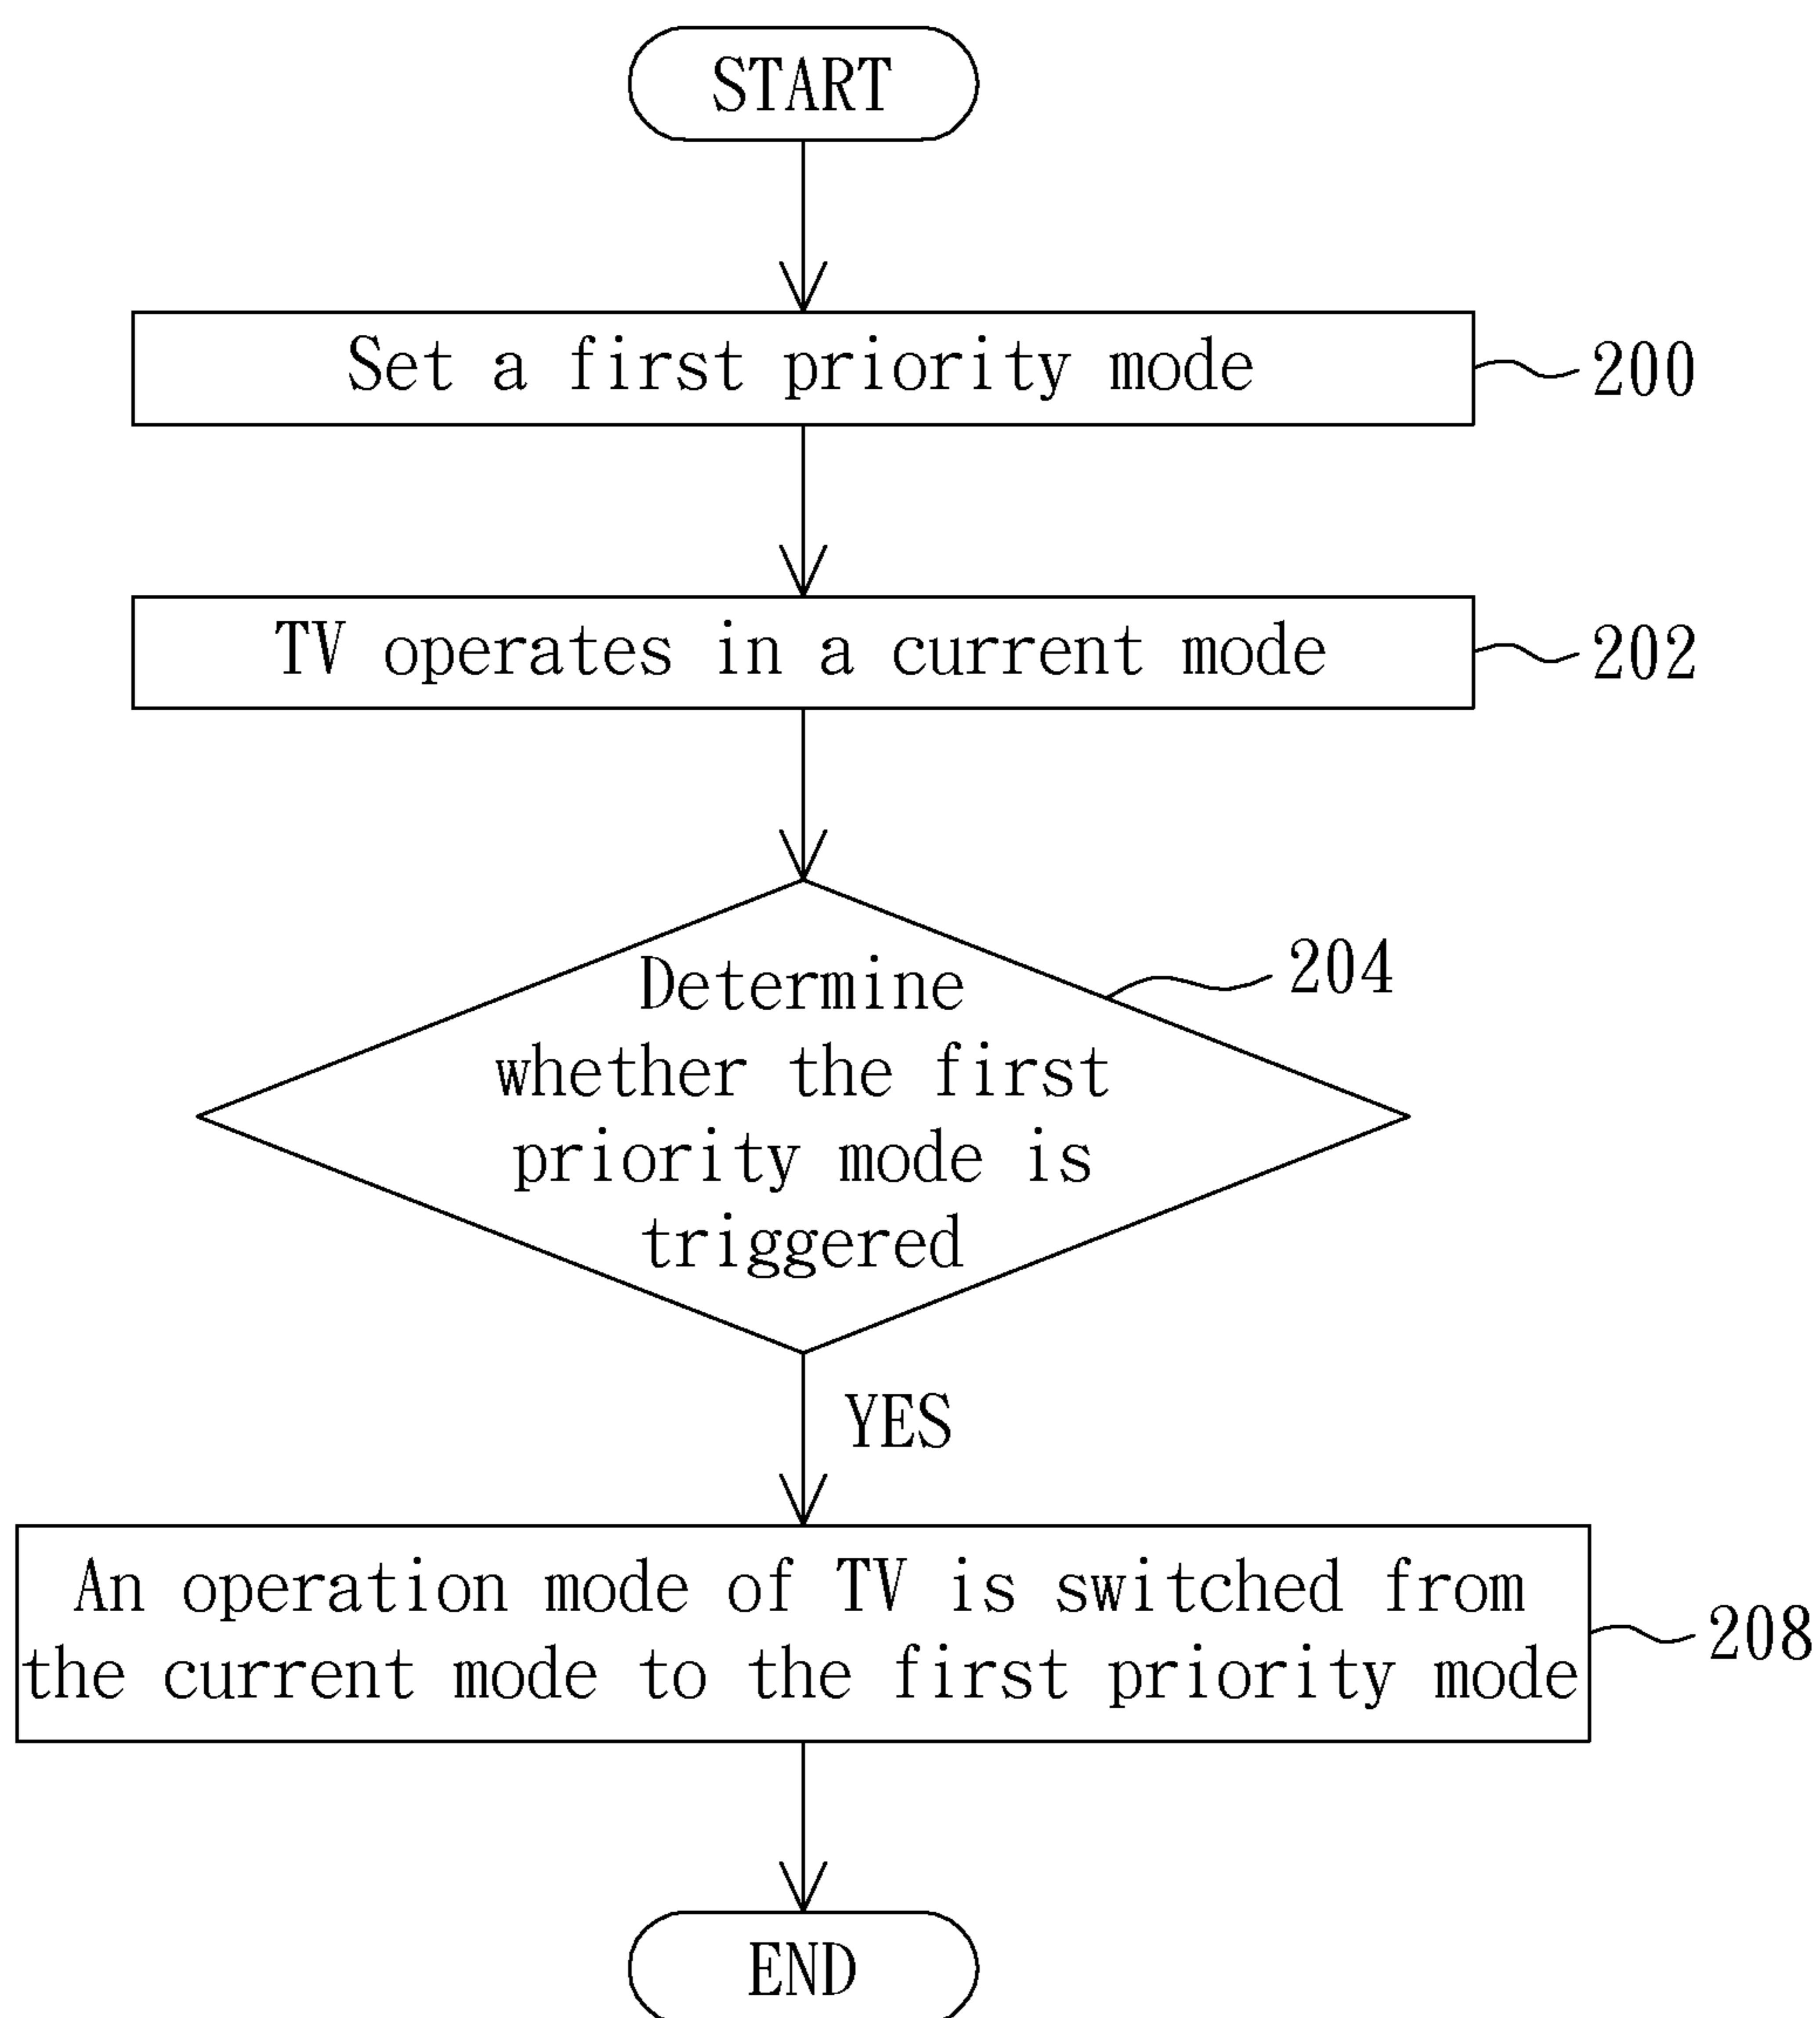 START
Set a first priority mode
200
TV operates in a current mode
202
Determine
whether the first
priority mode is
triggered
204
YES
An operation mode of TV is switched from
the current mode to the first priority mode
208
END